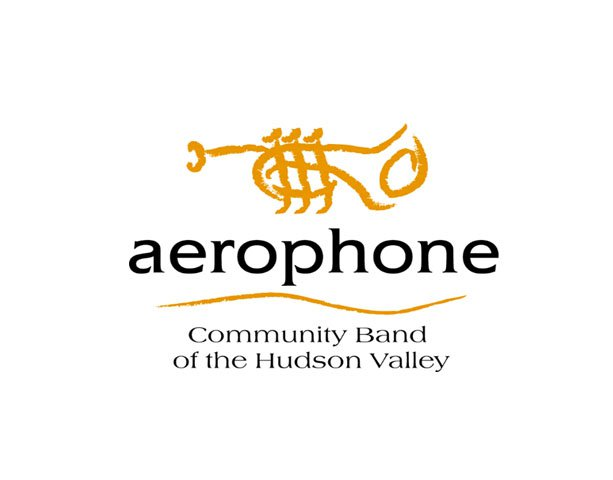 aerophone
Community Band
of the Hudson Valley